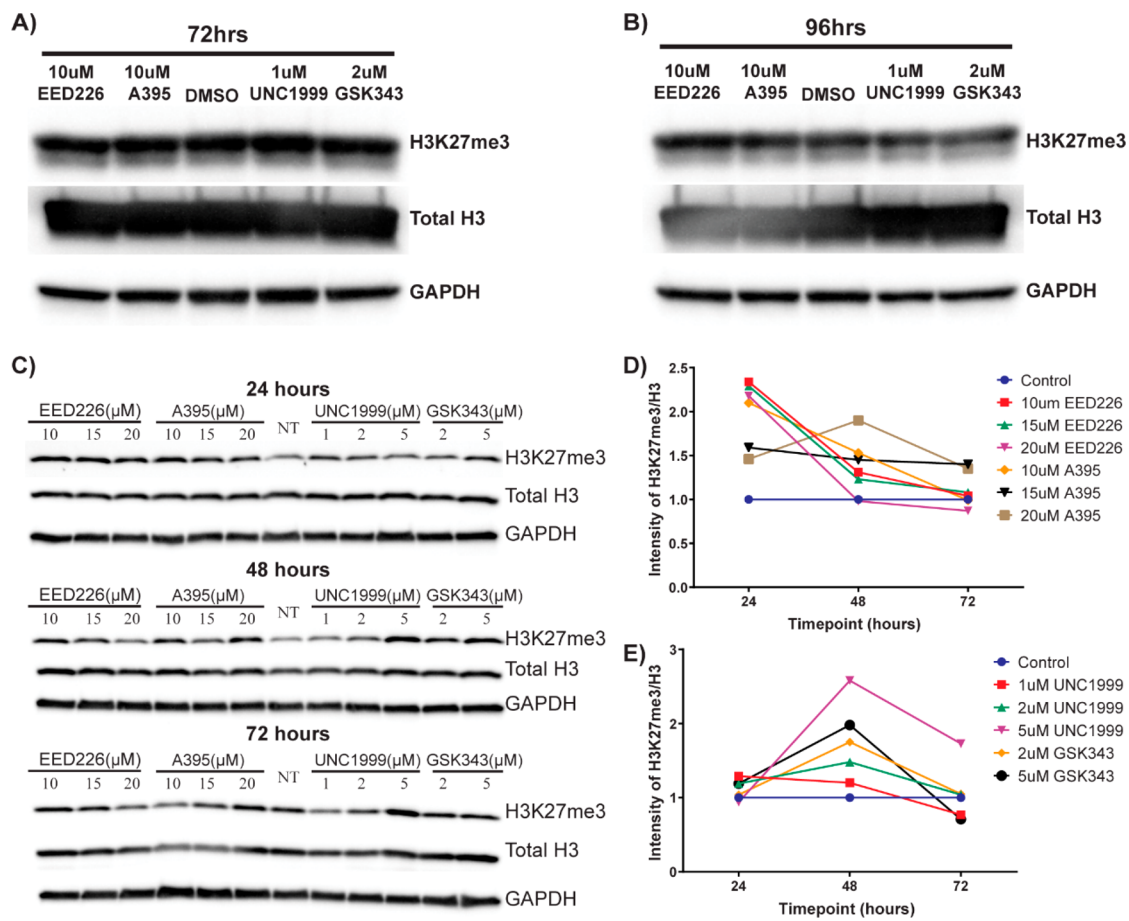 A)
72hrs
10uM EED226
10uM A395
DMSO
1uM UNC1999
2uM GSK343
H3K27me3
Total H3
GAPDH
B)
96hrs
10uM EED226
10uM A395
DMSO
1uM UNC1999
2uM GSK343
H3K27me3
Total H3
GAPDH
C)
24 hours
EED226(µM) A395(µM) NT UNC1999(µM) GSK343(µM)
10 15 20 10 15 20 1 2 5 2 5
H3K27me3
Total H3
GAPDH
48 hours
EED226(µM) A395(µM) NT UNC1999(µM) GSK343(µM)
10 15 20 10 15 20 1 2 5 2 5
H3K27me3
Total H3
GAPDH
72 hours
EED226(µM) A395(µM) NT UNC1999(µM) GSK343(µM)
10 15 20 10 15 20 1 2 5 2 5
H3K27me3
Total H3
GAPDH
D)
Intensity of H3K27me3/H3
2.5
2.0
1.5
1.0
0.5
0.0
24 48 72
Timepoint (hours)
Control
10um EED226
15uM EED226
20uM EED226
10uM A395
15uM A395
20uM A395
E)
Intensity of H3K27me3/H3
3
2
1
0
24 48 72
Timepoint (hours)
Control
1uM UNC1999
2uM UNC1999
5uM UNC1999
2uM GSK343
5uM GSK343